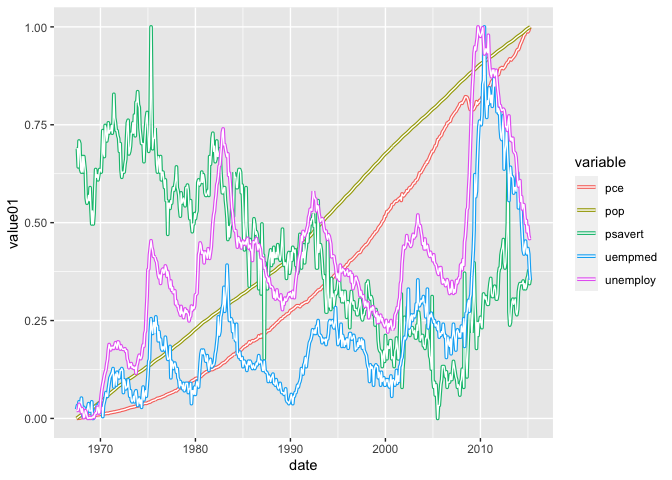 1.00
0.75
0.50
0.25
0.00
value01
1970
1980
1990
2000
2010
date
variable
pce
pop
psavert
uempmed
unemploy